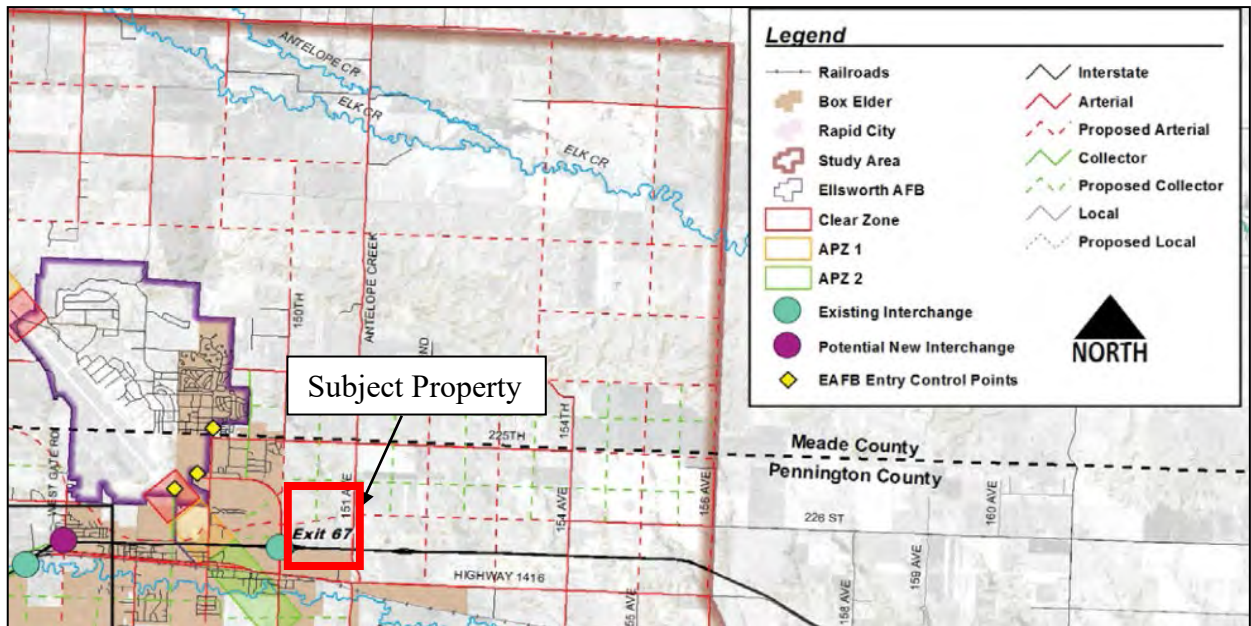 ANTELOPE CR
ELK CR
ELK CR
150TH
ANTELOPE CREEK
ND
Subject Property
225TH
154TH
WEST GATE RD
151 AVE
154 AVE
156 AVE
Meade County
Pennington County
226 ST
160 AVE
Exit 67
HIGHWAY 1416
159 AVE
158 AVE
55 AVE
Legend
Railroads
Box Elder
Rapid City
Study Area
Ellsworth AFB
Clear Zone
APZ 1
APZ 2
Existing Interchange
Potential New Interchange
EAFB Entry Control Points
Interstate
Arterial
Proposed Arterial
Collector
Proposed Collector
Local
Proposed Local
NORTH